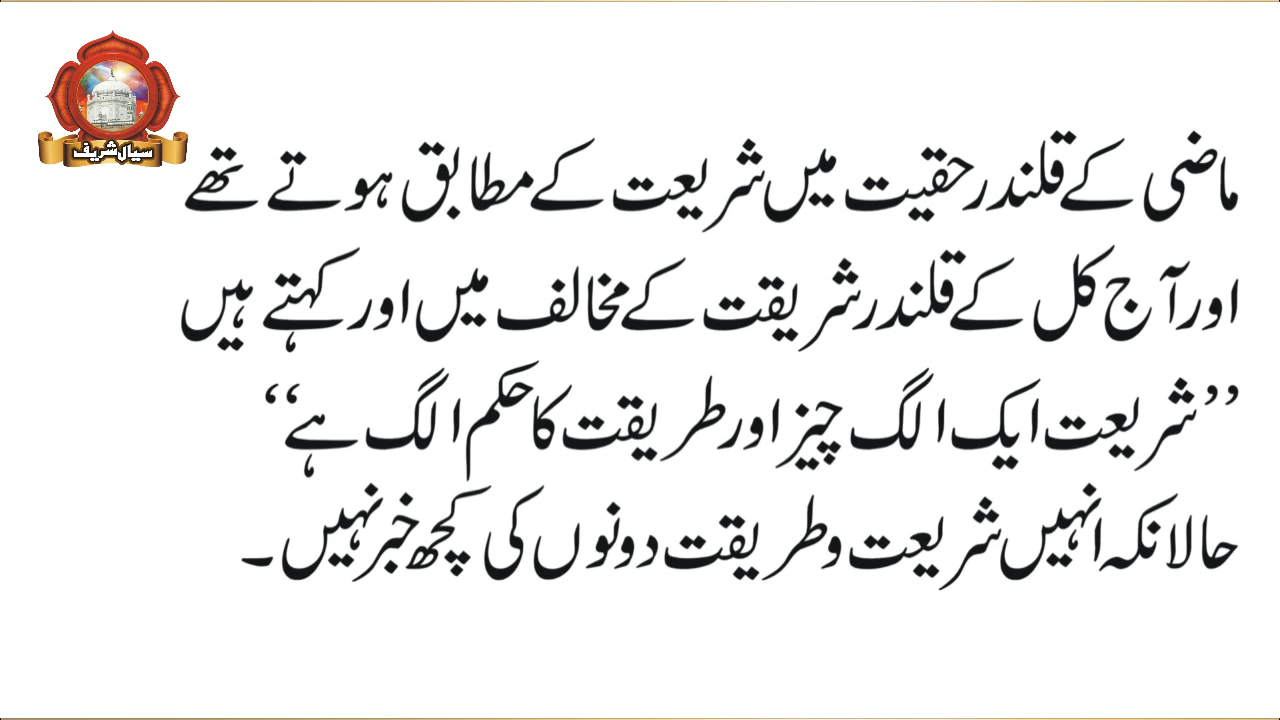 سیال شریف
ماضی کے قلندر حقیت میں شریعت کے مطابق ہوتے تھے
اور آج کل کے قلندر شریقت کے مخالف میں اور کہتے ہیں
’’شریعت ایک الگ چیز اور طریقت کا حکم الگ ہے‘‘
حالانکہ انہیں شریعت و طریقت دونوں کی کچھ خبر نہیں۔